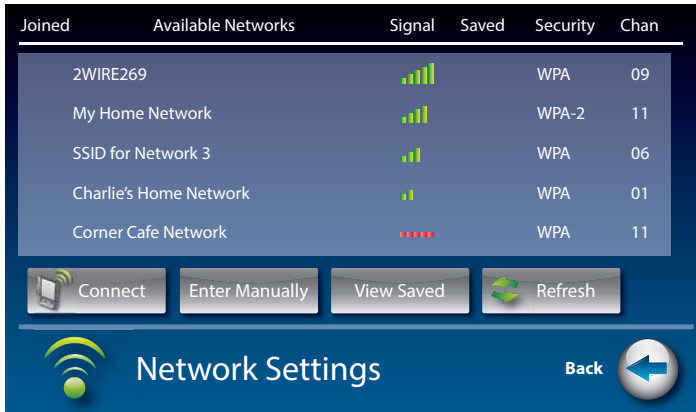 Joined Available Networks Signal Saved Security Chan
2WIRE269 WPA 09
My Home Network WPA-2 11
SSID for Network 3 WPA 06
Charlie's Home Network WPA 01
Corner Cafe Network WPA 11
Connect Enter Manually View Saved Refresh
Network Settings Back